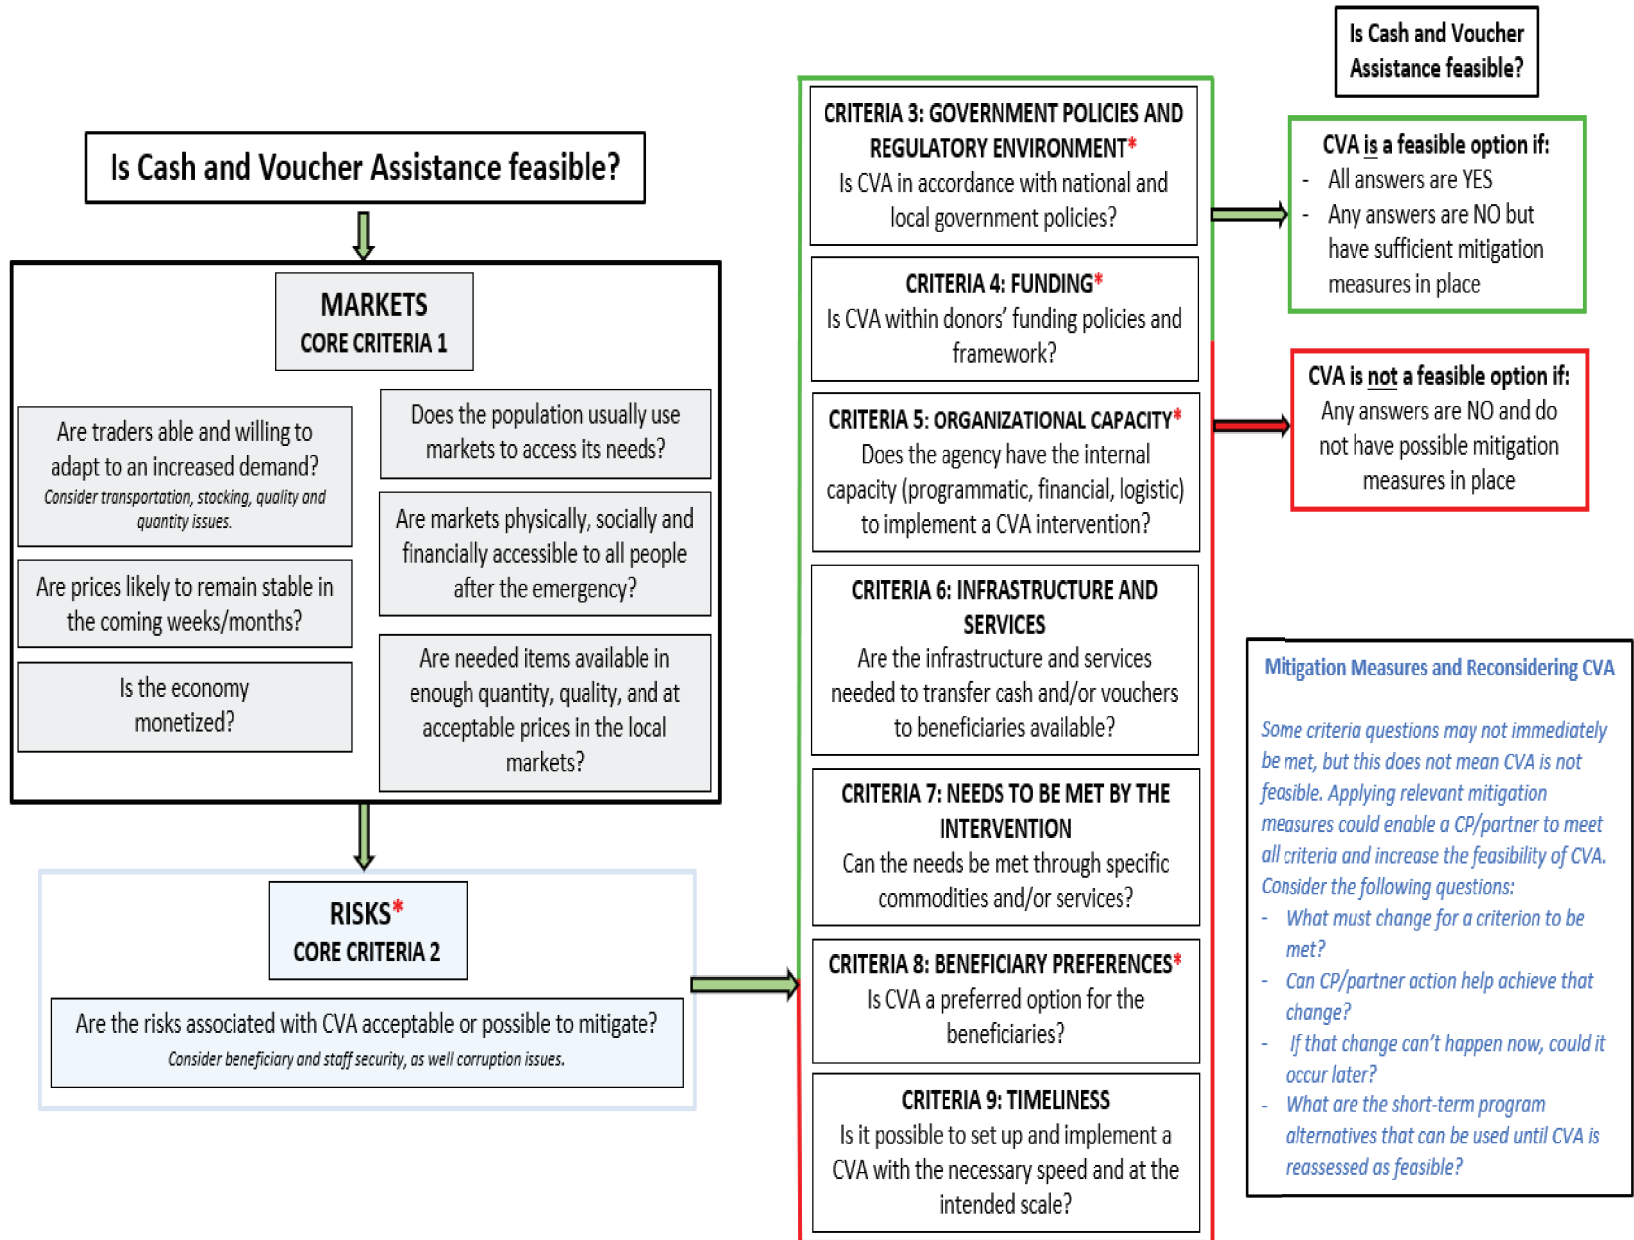 Is Cash and Voucher Assistance feasible?
MARKETS
CORE CRITERIA 1
Are traders able and willing to
adapt to an increased demand?
Consider transportation, stocking, quality and
quantity issues.
Are prices likely to remain stable in
the coming weeks/months?
Is the economy
monetized?
Does the population usually use
markets to access its needs?
Are markets physically, socially and
financially accessible to all people
after the emergency?
Are needed items available in
enough quantity, quality, and at
acceptable prices in the local
markets?
RISKS*
CORE CRITERIA 2
Are the risks associated with CVA acceptable or possible to mitigate?
Consider beneficiary and staff security, as well corruption issues.
CRITERIA 3: GOVERNMENT POLICIES AND
REGULATORY ENVIRONMENT*
Is CVA in accordance with national and
local government policies?
CRITERIA 4: FUNDING*
Is CVA within donors’ funding policies and
framework?
CRITERIA 5: ORGANIZATIONAL CAPACITY*
Does the agency have the internal
capacity (programmatic, financial, logistic)
to implement a CVA intervention?
CRITERIA 6: INFRASTRUCTURE AND
SERVICES
Are the infrastructure and services
needed to transfer cash and/or vouchers
to beneficiaries available?
CRITERIA 7: NEEDS TO BE MET BY THE
INTERVENTION
Can the needs be met through specific
commodities and/or services?
CRITERIA 8: BENEFICIARY PREFERENCES*
Is CVA a preferred option for the
beneficiaries?
CRITERIA 9: TIMELINESS
Is it possible to set up and implement a
CVA with the necessary speed and at the
intended scale?
Is Cash and Voucher
Assistance feasible?
CVA is a feasible option if:
- All answers are YES
- Any answers are NO but
have sufficient mitigation
measures in place
CVA is not a feasible option if:
Any answers are NO and do
not have possible mitigation
measures in place
Mitigation Measures and Reconsidering CVA
Some criteria questions may not immediately
be met, but this does not mean CVA is not
feasible. Applying relevant mitigation
measures could enable a CP/partner to meet
all criteria and increase the feasibility of CVA.
Consider the following questions:
- What must change for a criterion to be
met?
- Can CP/partner action help achieve that
change?
- If that change can’t happen now, could it
occur later?
- What are the short-term program
alternatives that can be used until CVA is
reassessed as feasible?